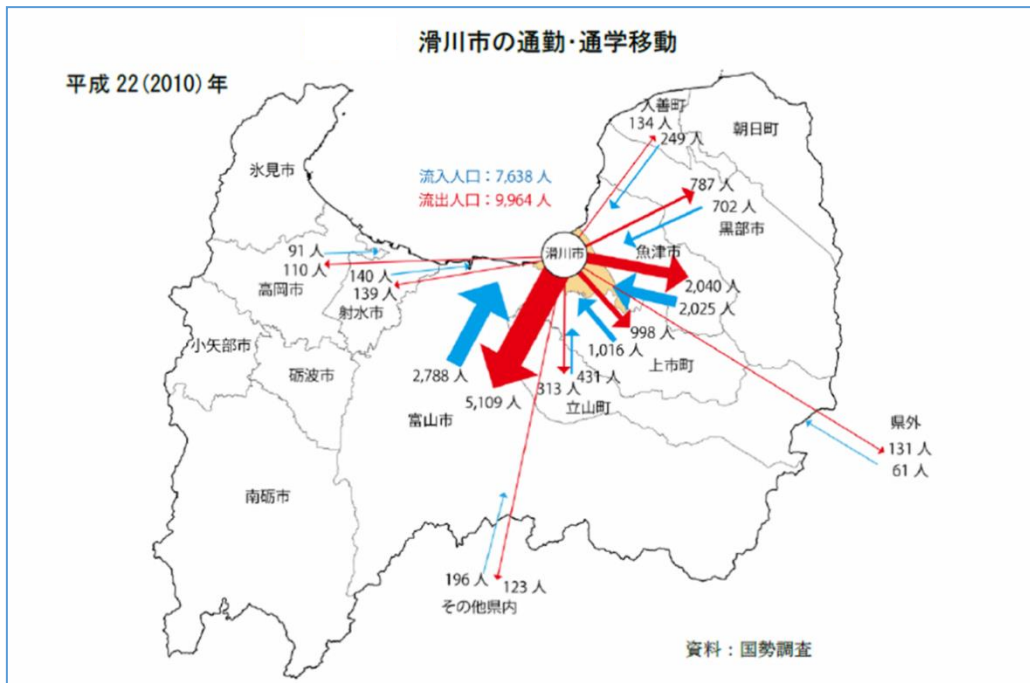 滑川市の通勤・通学移動
平成 22(2010)年
入善町
134 人
249 人
朝日町
氷見市
流入人口：7,638 人
流出人口：9,964 人
787 人
702 人
黒部市
91 人
110 人
高岡市
140 人
139 人
射水市
滑川市
魚津市
2,040 人
2,025 人
小矢部市
砺波市
998 人
1,016 人
上市町
2,788 人
5,109 人
富山市
313 人
431 人
立山町
県外
131 人
61 人
南砺市
196 人
123 人
その他県内
資料：国勢調査